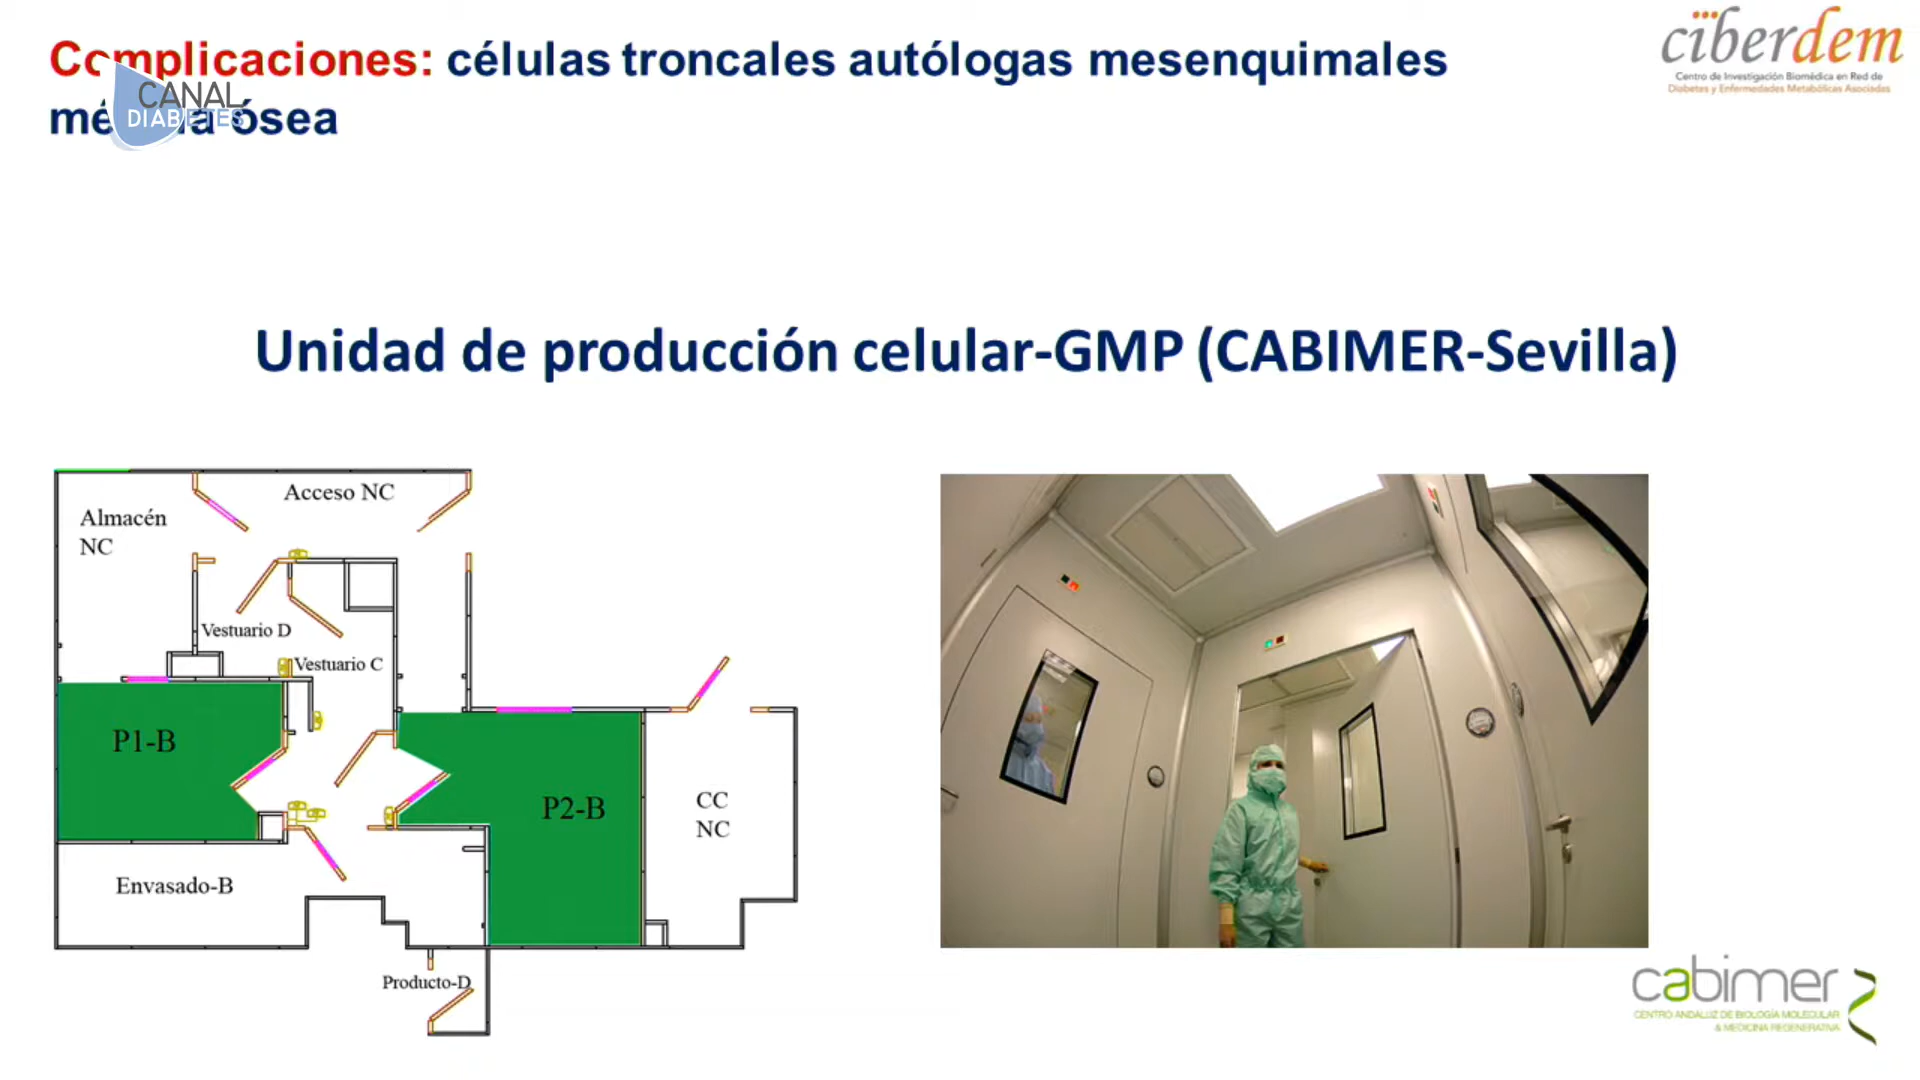 Complicaciones: células troncales autólogas mesenquimales
ósea
CANAL
DIABETES
ciberdem
Centro de Investigación Biomédica en Red de
Diabetes y Enfermedades Metabólicas Asociadas
Unidad de producción celular-GMP (CABIMER-Sevilla)
Acceso NC
Almacén
NC
Vestuario D
Vestuario C
P1-B
P2-B
CC
NC
Envasado-B
Producto-D
cabimer
CENTRO ANDALUZ DE BIOLOGÍA MOLECULAR
& MEDICINA REGENERATIVA